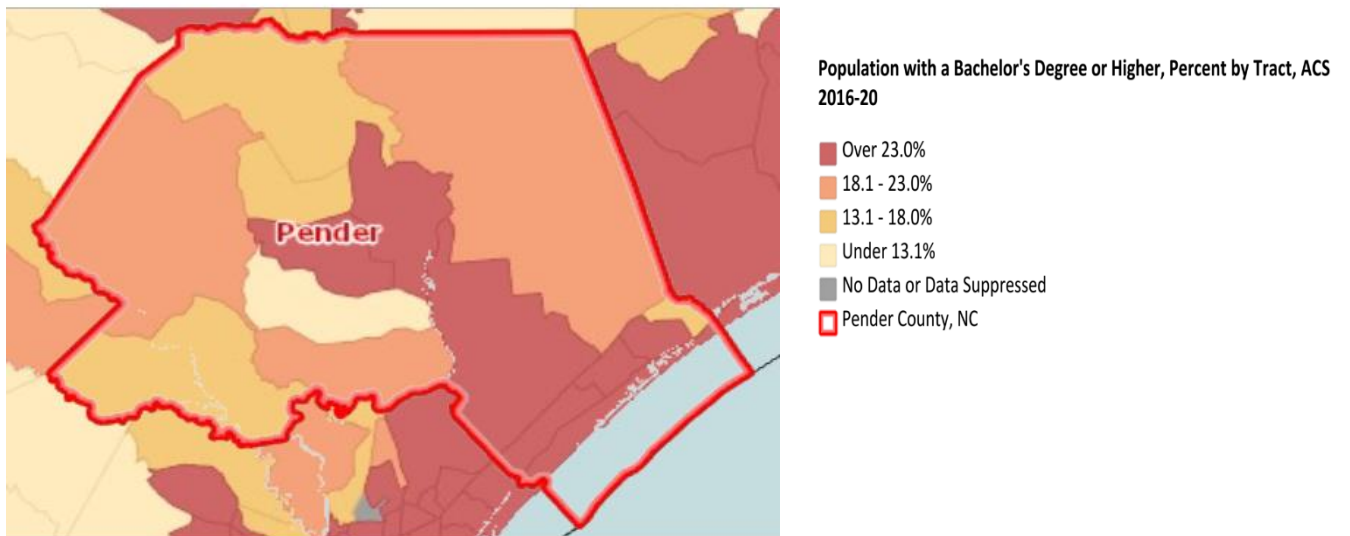 Pender
Population with a Bachelor's Degree or Higher, Percent by Tract, ACS
2016-20
Over 23.0%
18.1 - 23.0%
13.1 - 18.0%
Under 13.1%
No Data or Data Suppressed
Pender County, NC